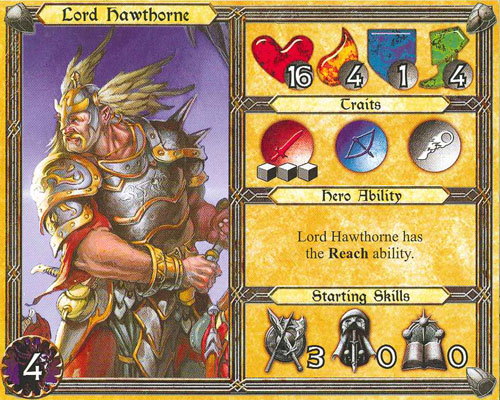 Lord Hawthorne
16 4 1 4
Traits
Hero Ability
Lord Hawthorne has
the Reach ability.
Starting Skills
3 0 0
4